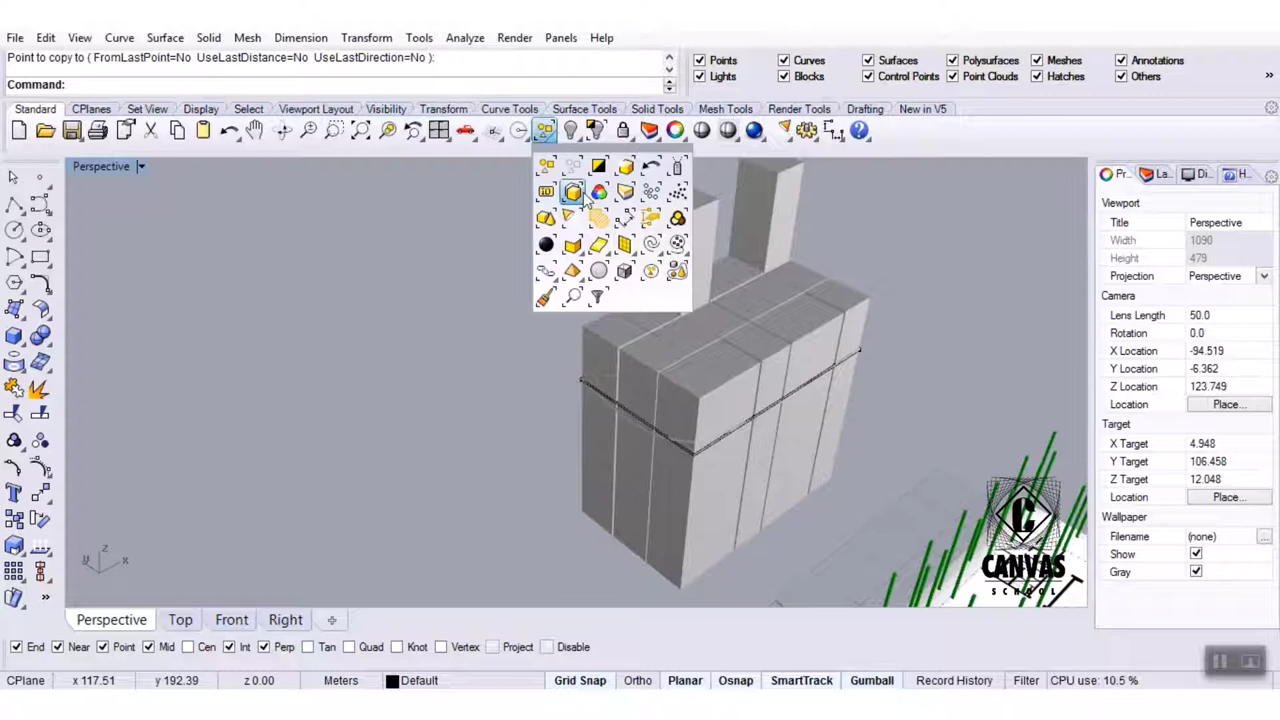 File Edit View Curve Surface Solid Mesh Dimension Transform Tools Analyze Render Panels Help
Point to copy to ( FromLastPoint=No UseLastDistance=No UseLastDirection=No ):
Command:
Points Curves Surfaces Polysurfaces Meshes Annotations
Lights Blocks Control Points Point Clouds Hatches Others
Standard CPlanes Set View Display Select Viewport Layout Visibility Transform Curve Tools Surface Tools Solid Tools Mesh Tools Render Tools Drafting New in V5
Perspective
Pr... La... Di... H...
Viewport
Title Perspective
Width 1090
Height 479
Projection Perspective
Camera
Lens Length 50.0
Rotation 0.0
X Location -94.519
Y Location -6.362
Z Location 123.749
Location Place...
Target
X Target 4.948
Y Target 106.458
Z Target 12.048
Location Place...
Wallpaper
Filename (none) ...
Show
Gray
z
y x
C
CANVAS
SCHOOL
Perspective Top Front Right
End Near Point Mid Cen Int Perp Tan Quad Knot Vertex Project Disable
CPlane x 117.51 y 192.39 z 0.00 Meters Default Grid Snap Ortho Planar Osnap SmartTrack Gumball Record History Filter CPU use: 10.5 %